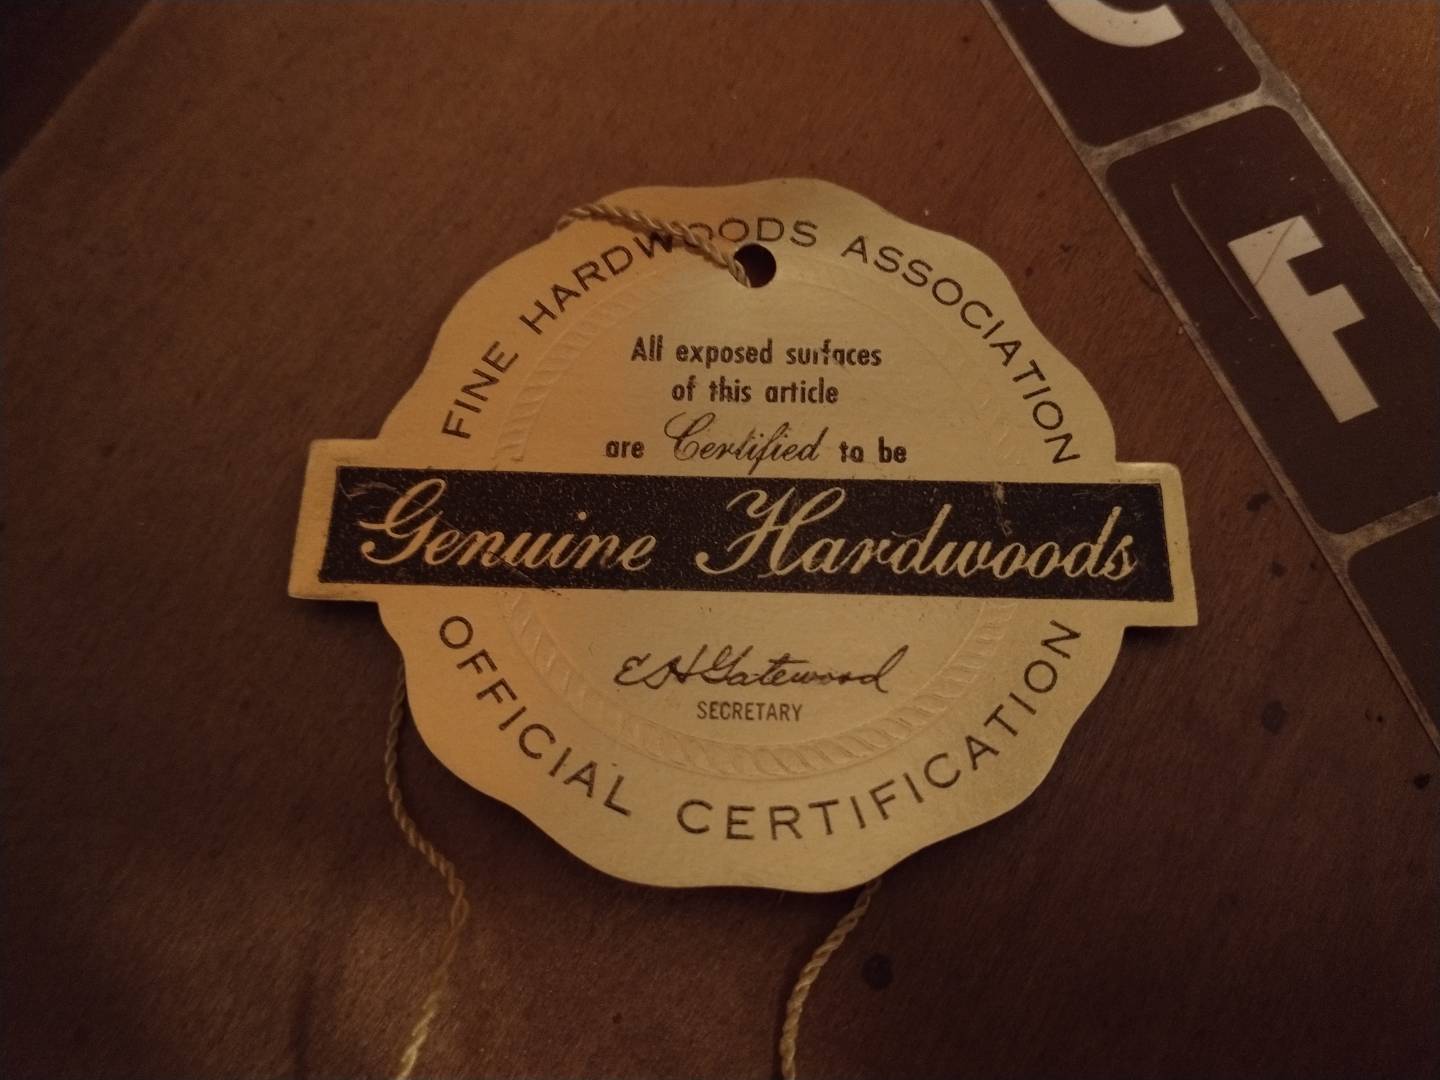 FINE HARDWOODS ASSOCIATION
All exposed surfaces
of this article
are Certified to be
Genuine Hardwoods
E H Gatewood
SECRETARY
OFFICIAL CERTIFICATION
C
F